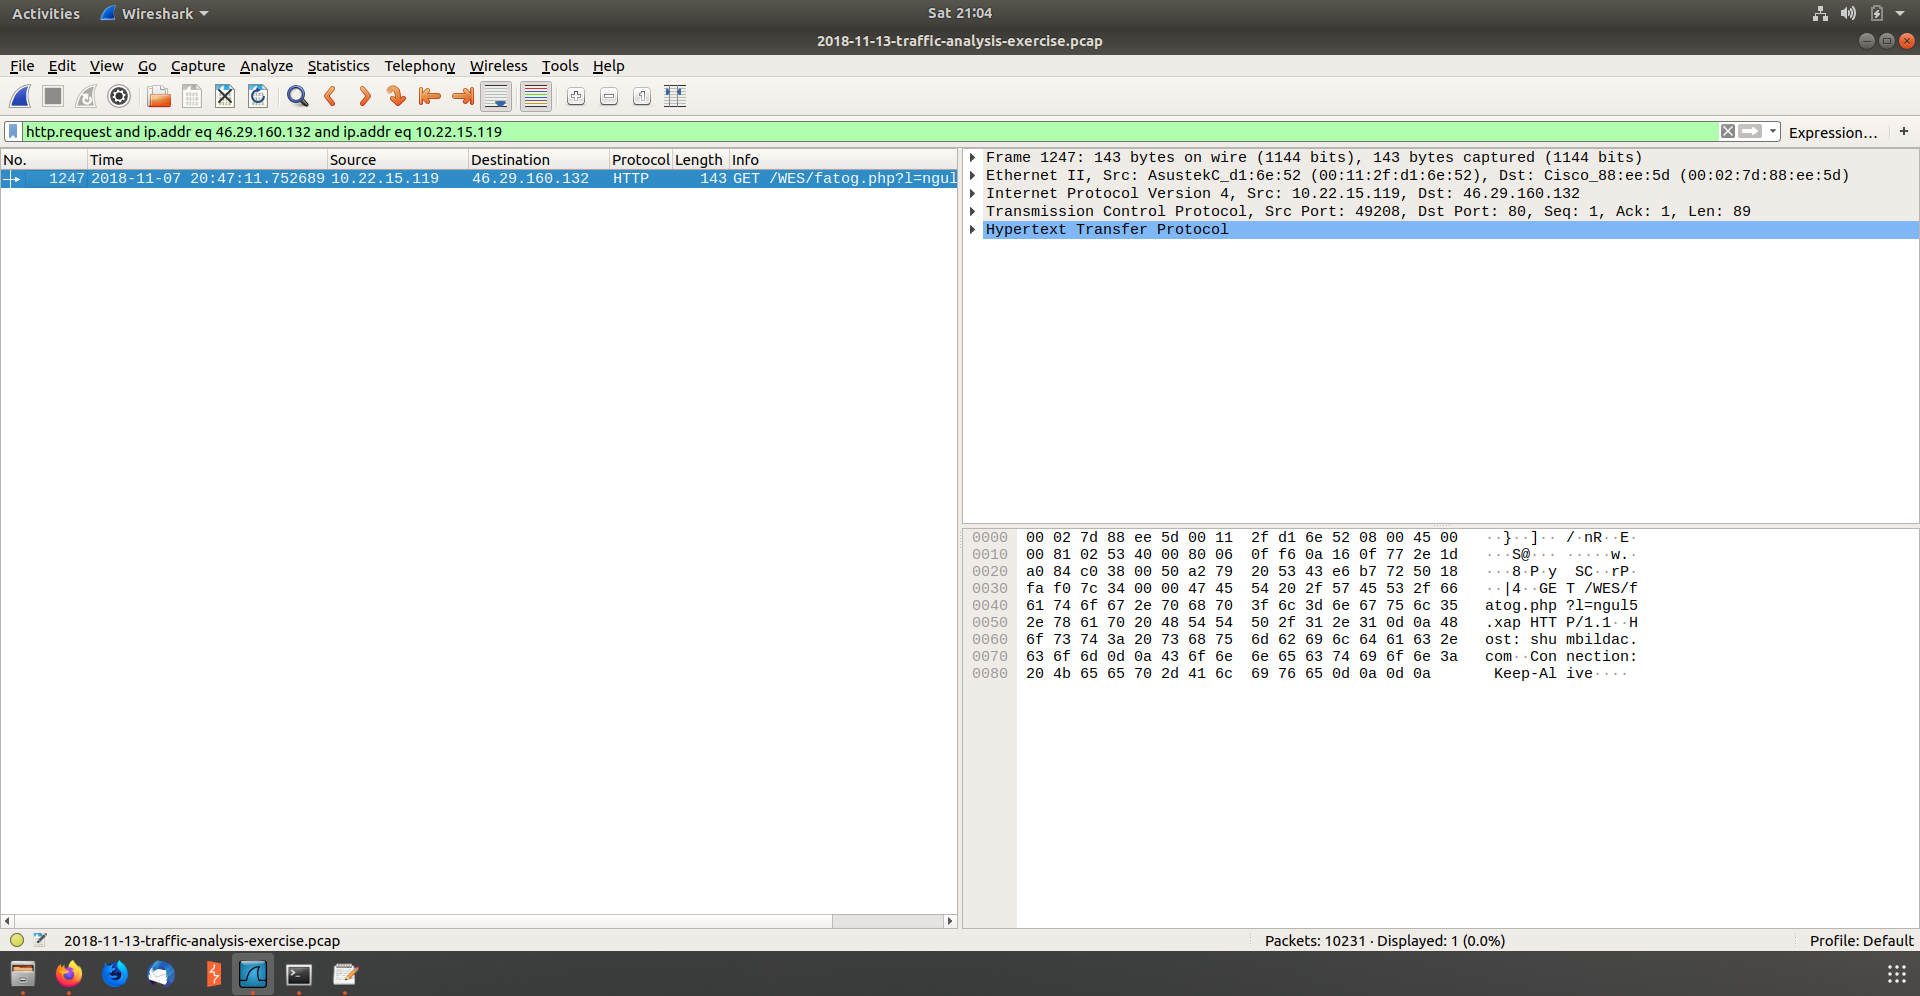 Activities Wireshark Sat 21:04
2018-11-13-traffic-analysis-exercise.pcap
File Edit View Go Capture Analyze Statistics Telephony Wireless Tools Help
http.request and ip.addr eq 46.29.160.132 and ip.addr eq 10.22.15.119 Expression… +
No. Time Source Destination Protocol Length Info
1247 2018-11-07 20:47:11.752689 10.22.15.119 46.29.160.132 HTTP 143 GET /WES/fatog.php?l=ngul
Frame 1247: 143 bytes on wire (1144 bits), 143 bytes captured (1144 bits)
Ethernet II, Src: AsustekC_d1:6e:52 (00:11:2f:d1:6e:52), Dst: Cisco_88:ee:5d (00:02:7d:88:ee:5d)
Internet Protocol Version 4, Src: 10.22.15.119, Dst: 46.29.160.132
Transmission Control Protocol, Src Port: 49208, Dst Port: 80, Seq: 1, Ack: 1, Len: 89
Hypertext Transfer Protocol
0000 00 02 7d 88 ee 5d 00 11 2f d1 6e 52 08 00 45 00 ··}··]·· /·nR··E·
0010 00 81 02 53 40 00 80 06 0f f6 0a 16 0f 77 2e 1d ···S@··· ·····w.·
0020 a0 84 c0 38 00 50 a2 79 20 53 43 e6 b7 72 50 18 ···8·P·y SC··rP·
0030 fa f0 7c 34 00 00 47 45 54 20 2f 57 45 53 2f 66 ··|4··GE T /WES/f
0040 61 74 6f 67 2e 70 68 70 3f 6c 3d 6e 67 75 6c 35 atog.php ?l=ngul5
0050 2e 78 61 70 20 48 54 54 50 2f 31 2e 31 0d 0a 48 .xap HTT P/1.1··H
0060 6f 73 74 3a 20 73 68 75 6d 62 69 6c 64 61 63 2e ost: shu mbildac.
0070 63 6f 6d 0d 0a 43 6f 6e 6e 65 63 74 69 6f 6e 3a com··Con nection:
0080 20 4b 65 65 70 2d 41 6c 69 76 65 0d 0a 0d 0a Keep-Al ive····
2018-11-13-traffic-analysis-exercise.pcap Packets: 10231 · Displayed: 1 (0.0%) Profile: Default